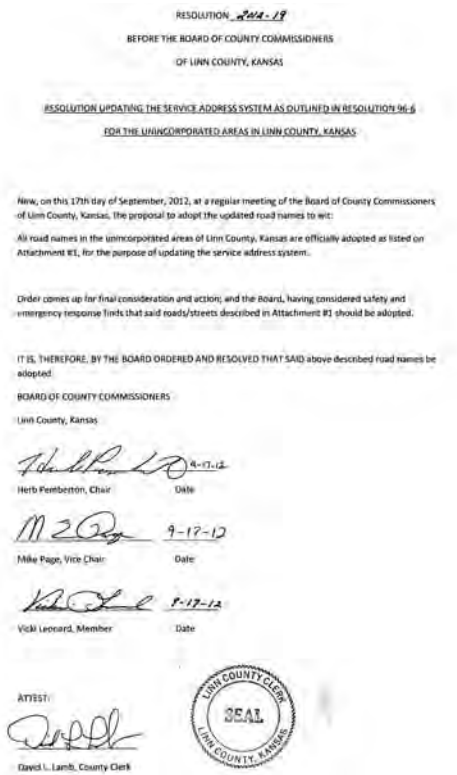 RESOLUTION 2012-19
BEFORE THE BOARD OF COUNTY COMMISSIONERS
OF LINN COUNTY, KANSAS
RESOLUTION UPDATING THE SERVICE ADDRESS SYSTEM AS OUTLINED IN RESOLUTION 96-6
FOR THE UNINCORPORATED AREAS IN LINN COUNTY, KANSAS
Now, on this 17th day of September, 2012, at a regular meeting of the Board of County Commissioners
of Linn County, Kansas, the proposal to adopt the updated road names to wit:
All road names in the unincorporated areas of Linn County, Kansas are officially adopted as listed on
Attachment #1, for the purpose of updating the service address system.
Order comes up for final consideration and action; and the Board, having considered safety and
emergency response finds that said roads/streets described in Attachment #1 should be adopted.
IT IS, THEREFORE, BY THE BOARD ORDERED AND RESOLVED THAT SAID above described road names be
adopted.
BOARD OF COUNTY COMMISSIONERS
Linn County, Kansas
9-17-12
Herb Pemberton, Chair Date
9-17-12
Mike Page, Vice Chair Date
9-17-12
Vicki Leonard, Member Date
ATTEST:
LINN COUNTY CLERK
SEAL
LINN COUNTY, KANSAS
David L. Lamb, County Clerk